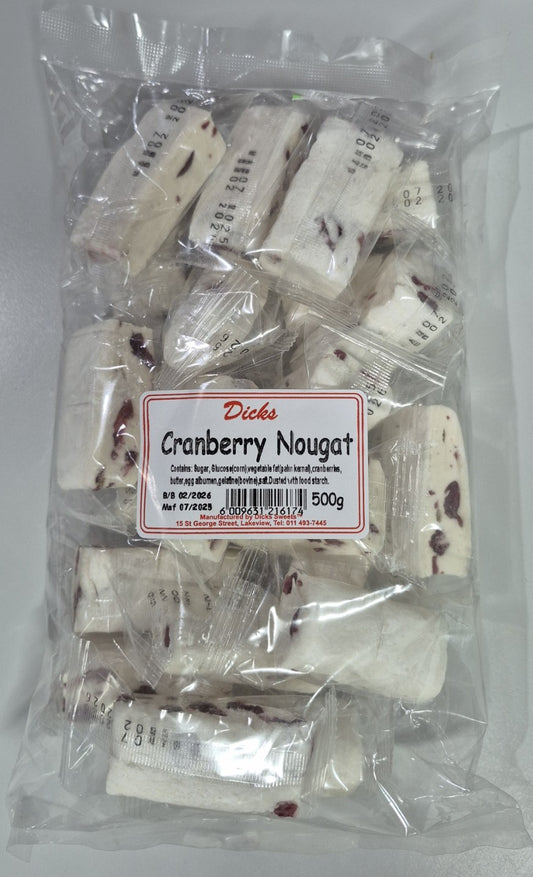 Dicks
Cranberry Nougat
Contains: Sugar, Glucose(corn),vegetable fat(palm kernal),cranberries,
butter,egg albumen,gelatine(bovine),salt.Dusted with food starch.
B/B 02/2026
Maf 07/2025
500g
6 009631 216174
Manufactured by Dicks Sweets
15 St George Street, Lakeview, Tel: 011 493-7445